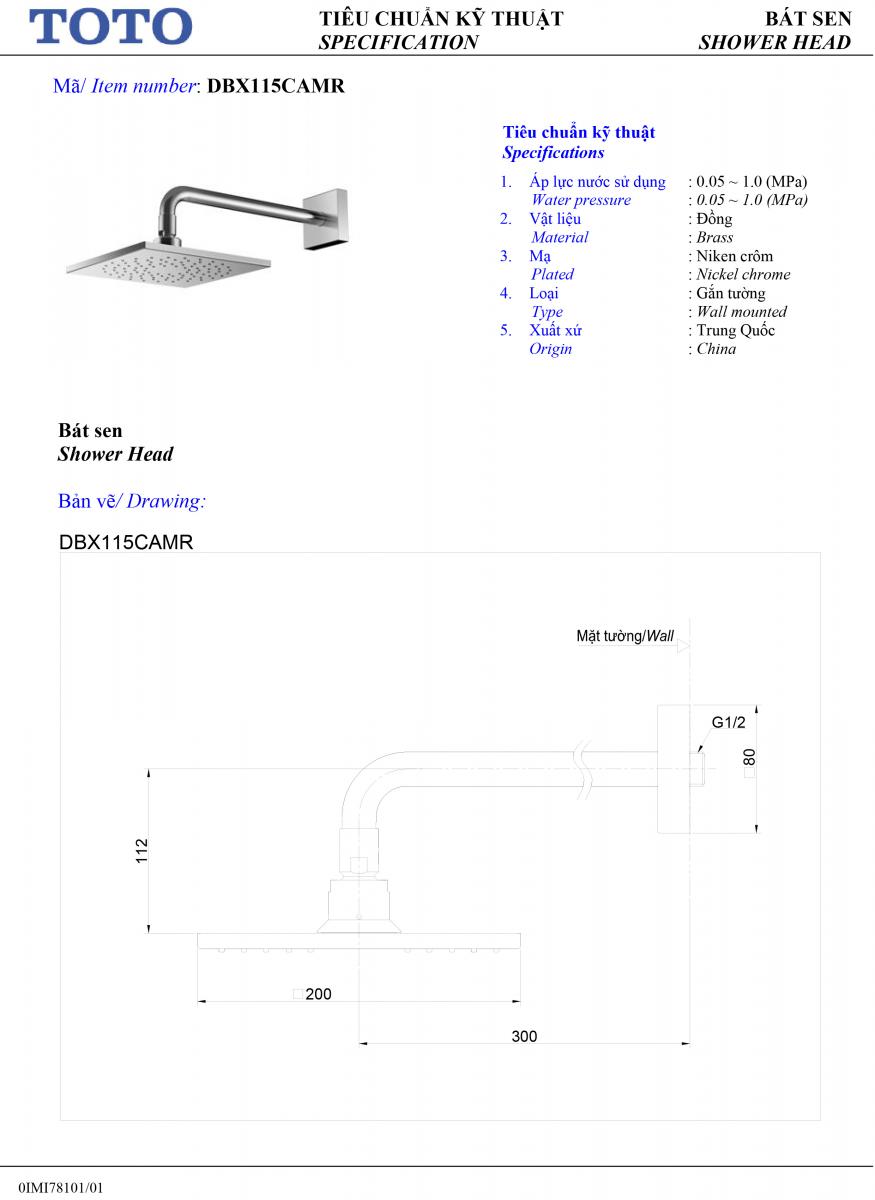 TOTO
TIÊU CHUẨN KỸ THUẬT
SPECIFICATION
BÁT SEN
SHOWER HEAD
Mã/ Item number: DBX115CAMR
Tiêu chuẩn kỹ thuật
Specifications
1. Áp lực nước sử dụng : 0.05 ~ 1.0 (MPa)
Water pressure : 0.05 ~ 1.0 (MPa)
2. Vật liệu : Đồng
Material : Brass
3. Mạ : Niken crôm
Plated : Nickel chrome
4. Loại : Gắn tường
Type : Wall mounted
5. Xuất xứ : Trung Quốc
Origin : China
Bát sen
Shower Head
Bản vẽ/ Drawing:
DBX115CAMR
Mặt tường/Wall
G1/2
□80
112
□200
300
0IMI78101/01